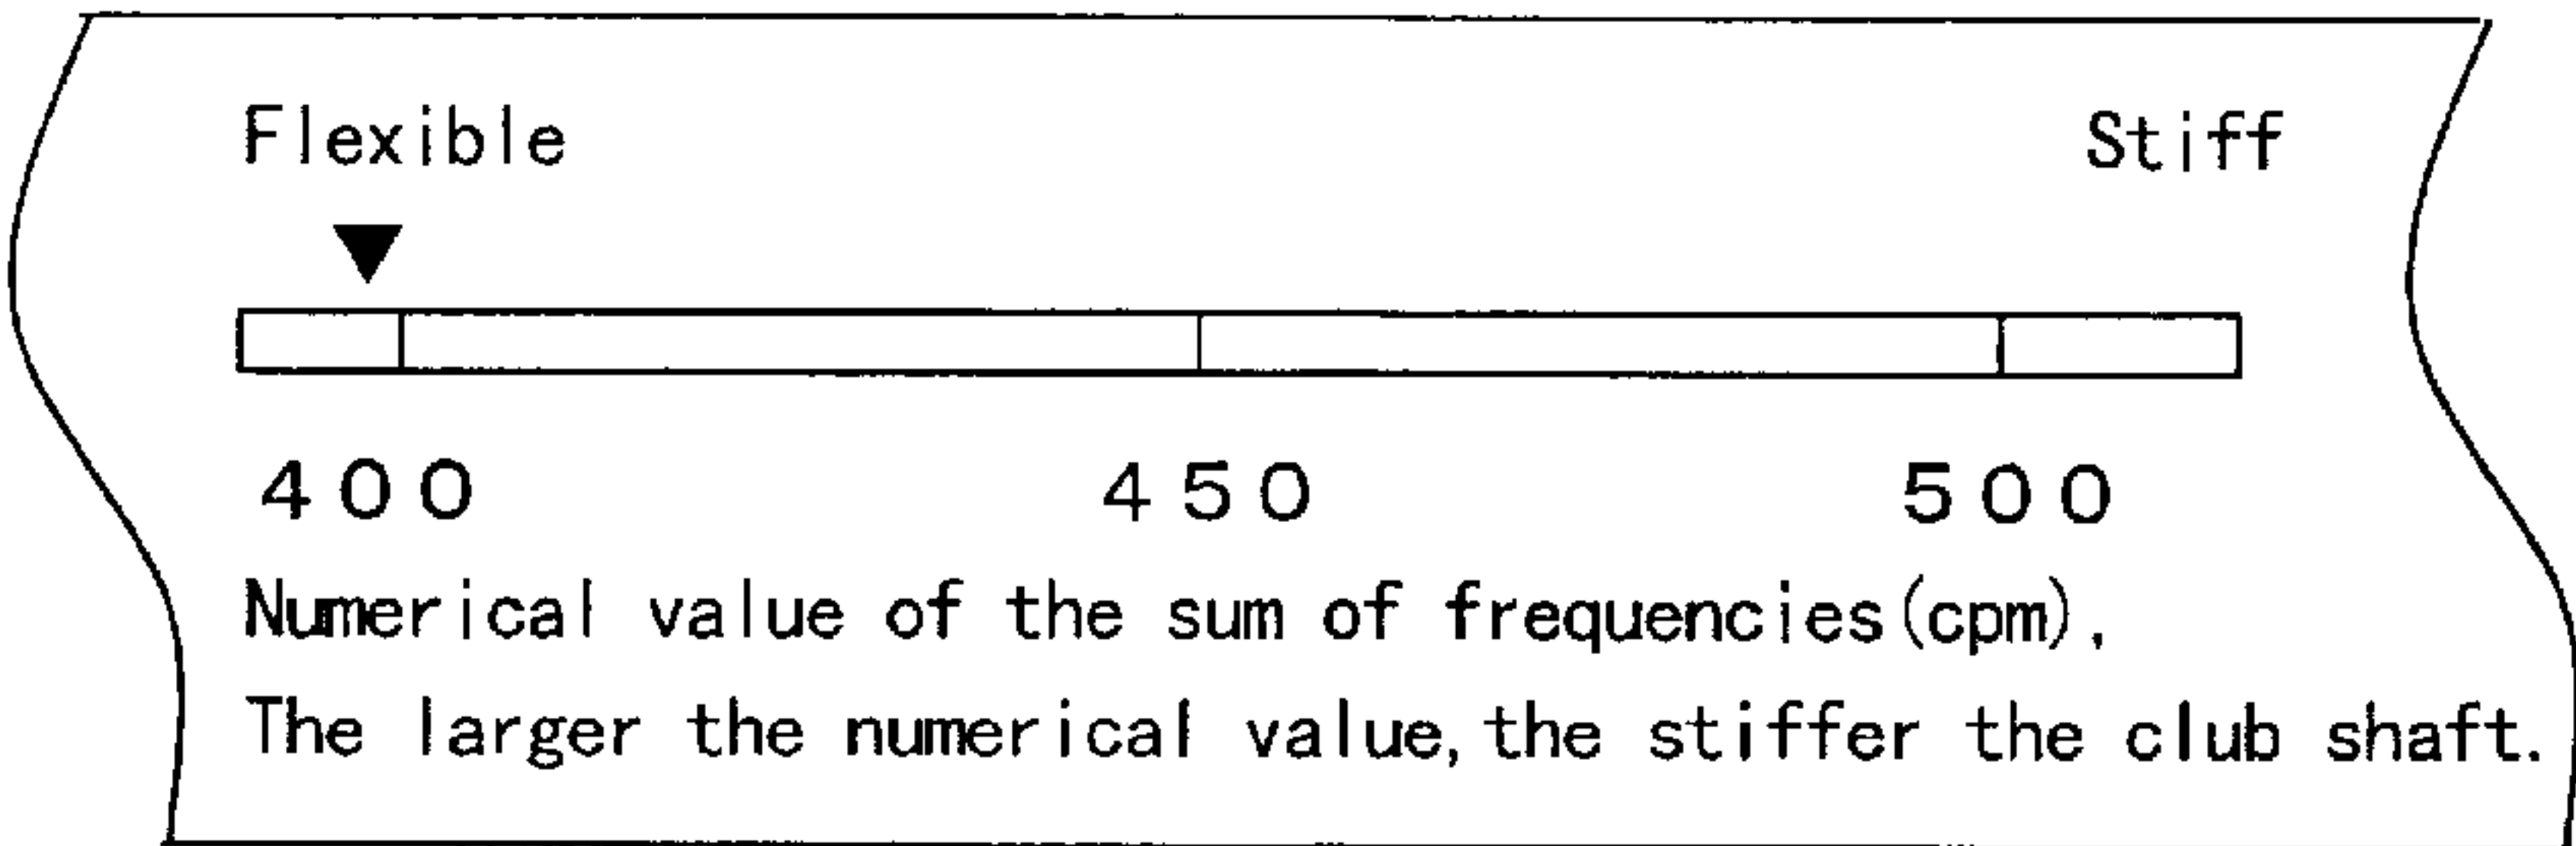 Flexible Stiff
400 450 500
Numerical value of the sum of frequencies(cpm),
The larger the numerical value,the stiffer the club shaft.